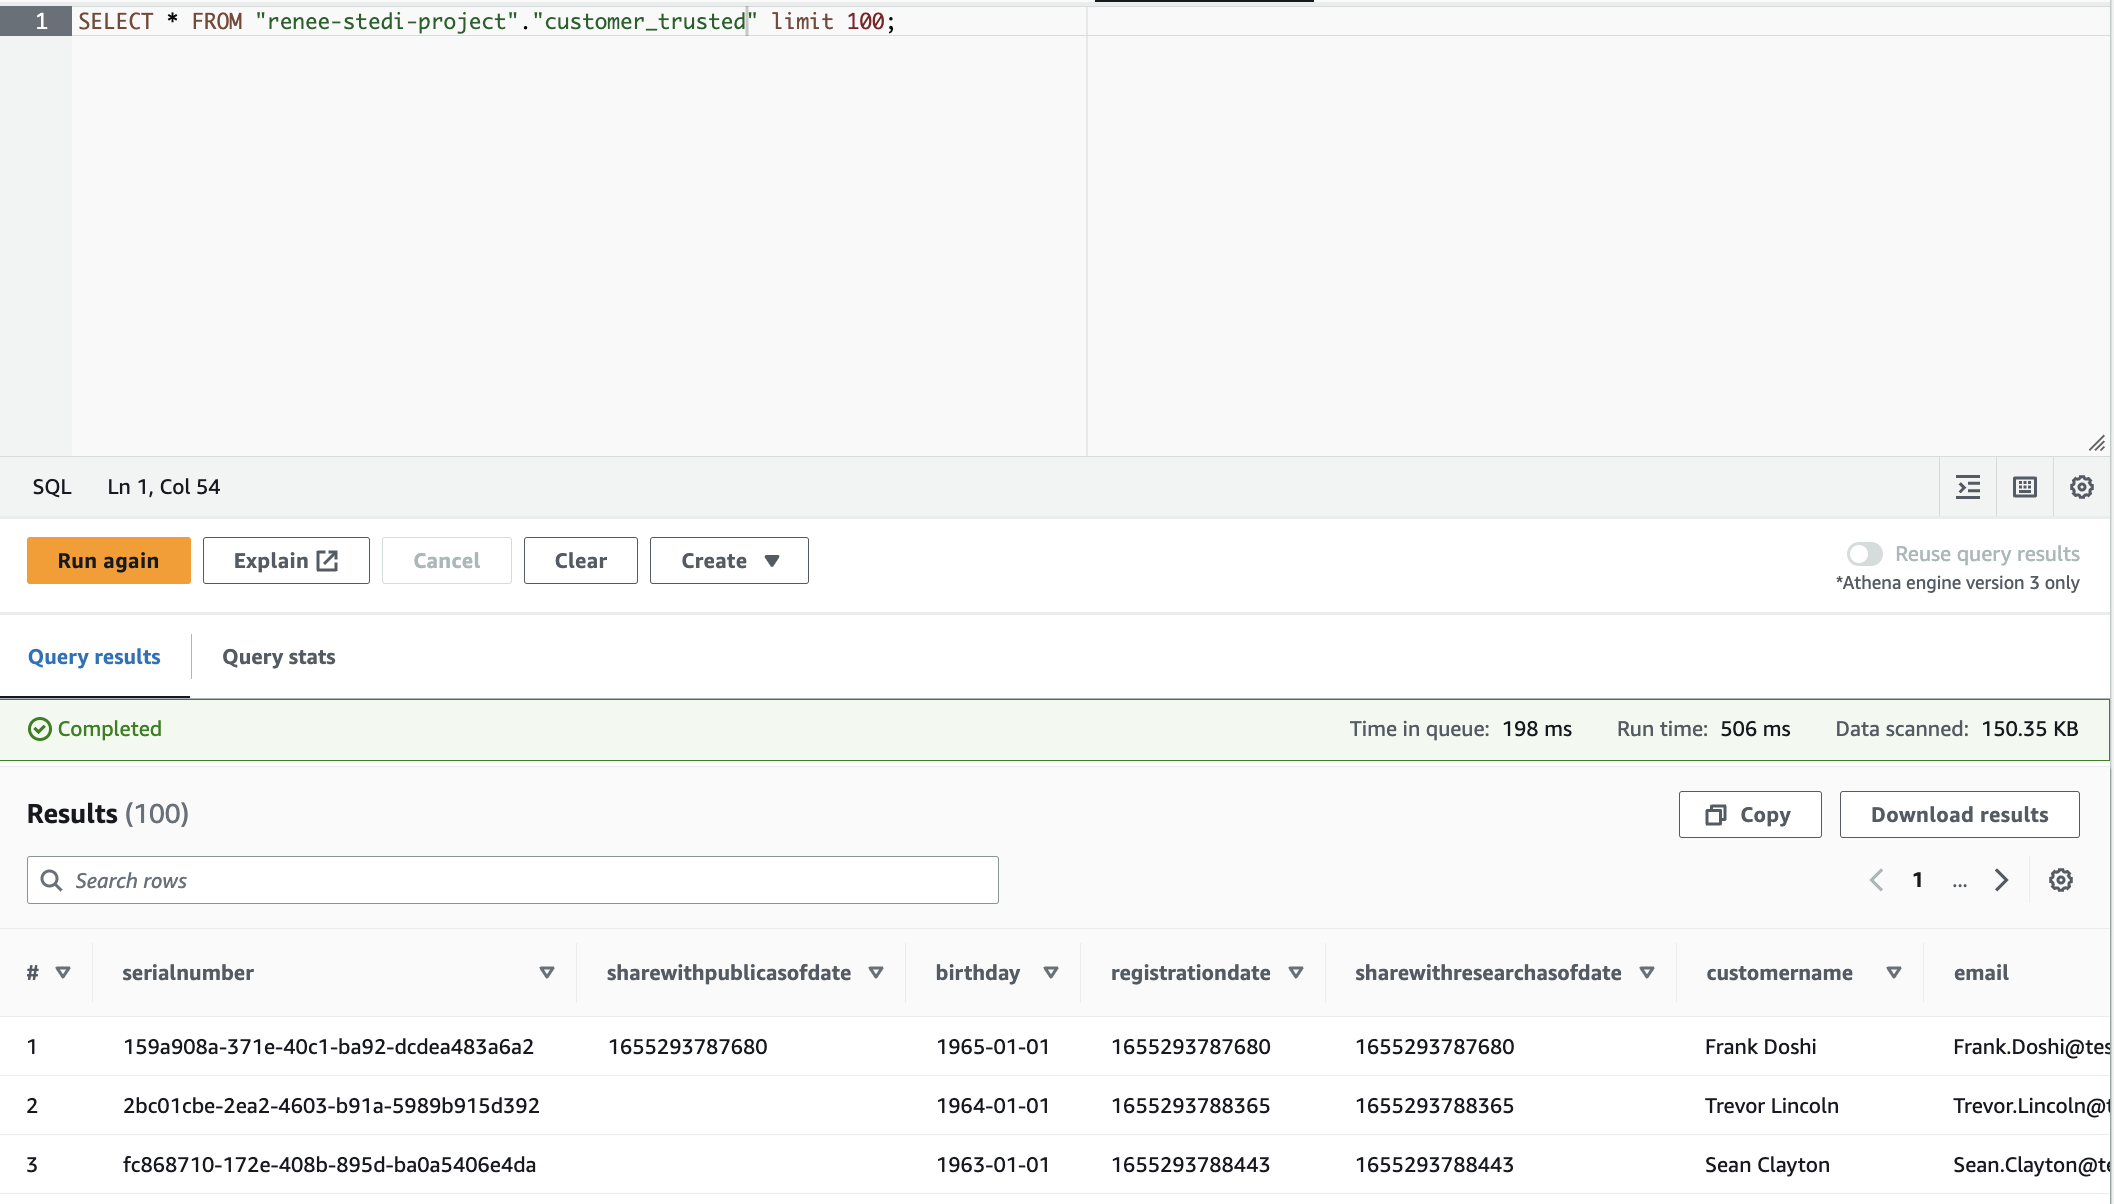 1 SELECT * FROM "renee-stedi-project"."customer_trusted" limit 100;
SQL Ln 1, Col 54
Run again Explain Cancel Clear Create Reuse query results
*Athena engine version 3 only
Query results Query stats
Completed Time in queue: 198 ms Run time: 506 ms Data scanned: 150.35 KB
Results (100) Copy Download results
Search rows 1 ...
# serialnumber sharewithpublicasofdate birthday registrationdate sharewithresearchasofdate customername email
1 159a908a-371e-40c1-ba92-dcdea483a6a2 1655293787680 1965-01-01 1655293787680 1655293787680 Frank Doshi Frank.Doshi@tes
2 2bc01cbe-2ea2-4603-b91a-5989b915d392 1964-01-01 1655293788365 1655293788365 Trevor Lincoln Trevor.Lincoln@t
3 fc868710-172e-408b-895d-ba0a5406e4da 1963-01-01 1655293788443 1655293788443 Sean Clayton Sean.Clayton@te